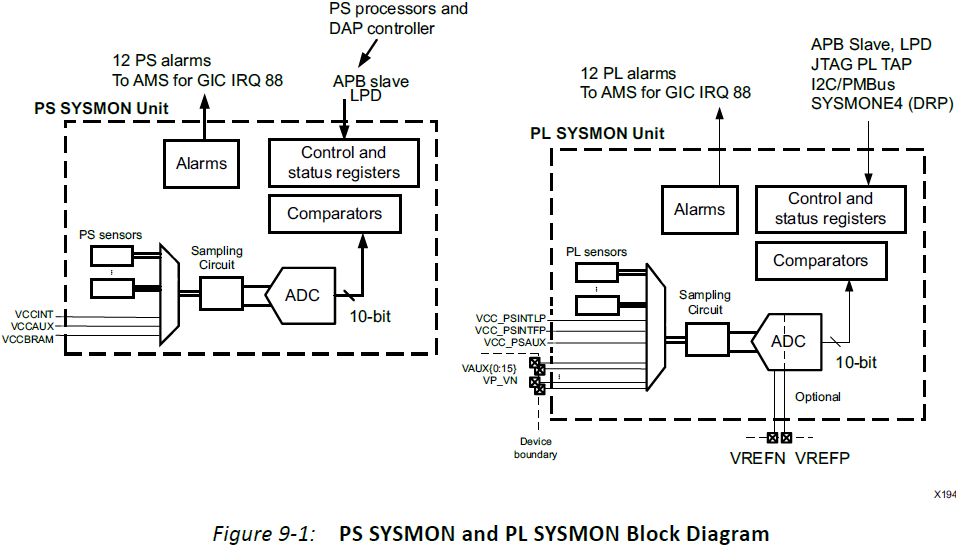 PS processors and
DAP controller
12 PS alarms
To AMS for GIC IRQ 88
APB slave
LPD
PS SYSMON Unit
Alarms
Control and
status registers
Comparators
PS sensors
Sampling
Circuit
ADC
10-bit
VCCINT
VCCAUX
VCCBRAM
12 PL alarms
To AMS for GIC IRQ 88
APB Slave, LPD
JTAG PL TAP
I2C/PMBus
SYSMONE4 (DRP)
PL SYSMON Unit
Alarms
Control and
status registers
Comparators
PL sensors
Sampling
Circuit
ADC
10-bit
VCC_PSINTLP
VCC_PSINTFP
VCC_PSAUX
VAUX{0:15}
VP_VN
Optional
Device
boundary
VREFN VREFP
X194
Figure 9-1: PS SYSMON and PL SYSMON Block Diagram